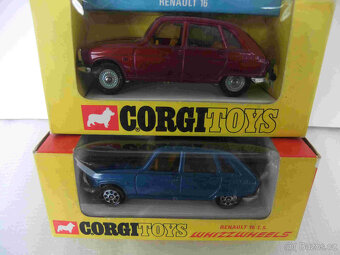 RENAULT 16
CORGI TOYS
CORGI TOYS
RENAULT 16 T.S.
WHIZZWHEELS